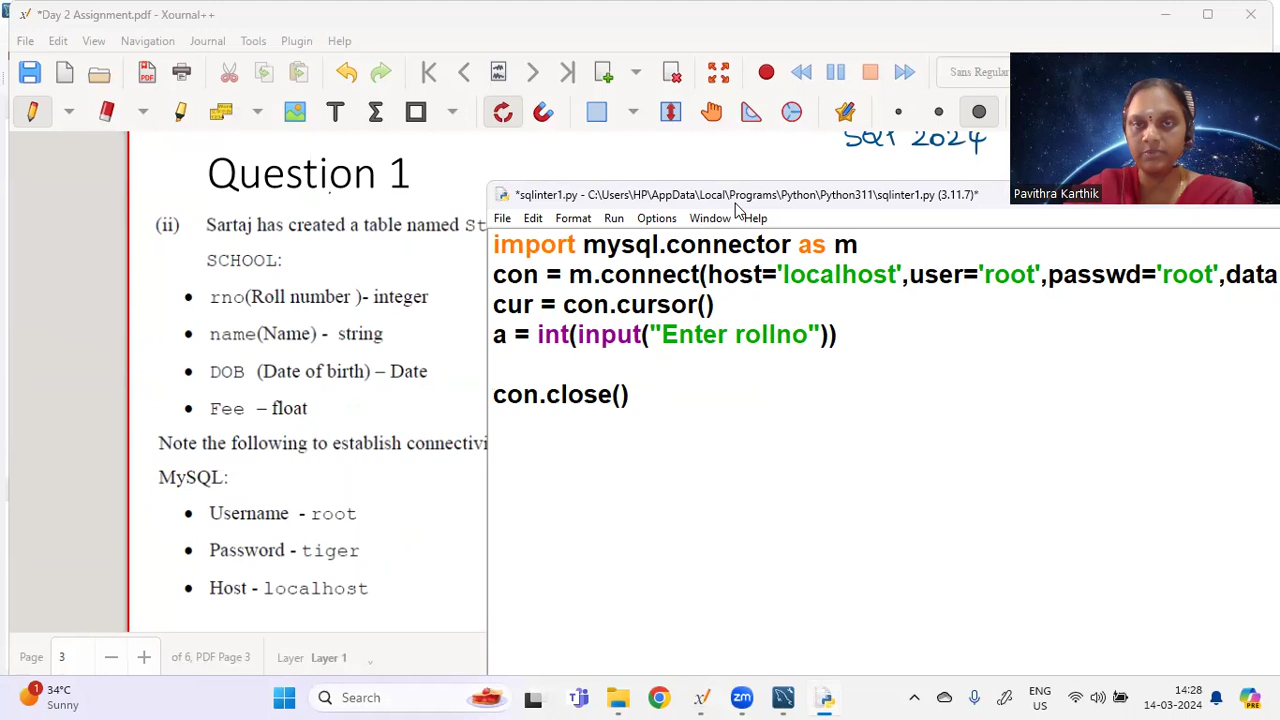 *Day 2 Assignment.pdf - Xournal++
File Edit View Navigation Journal Tools Plugin Help
Sans Regular
SQP 2024
Question 1
(ii) Sartaj has created a table named St
SCHOOL:
• rno(Roll number )- integer
• name(Name) - string
• DOB (Date of birth) – Date
• Fee – float
Note the following to establish connectivi
MySQL:
• Username - root
• Password - tiger
• Host - localhost
Page 3 of 6, PDF Page 3 Layer Layer 1
*sqlinter1.py - C:\Users\HP\AppData\Local\Programs\Python\Python311\sqlinter1.py (3.11.7)*
File Edit Format Run Options Window Help
import mysql.connector as m
con = m.connect(host='localhost',user='root',passwd='root',data
cur = con.cursor()
a = int(input("Enter rollno"))
con.close()
Pavithra Karthik
1
34°C
Sunny
Search
ENG
US
14:28
14-03-2024
PRE